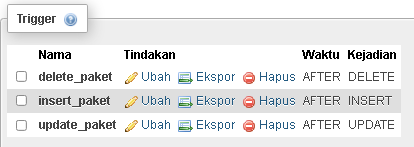 Trigger
Nama Tindakan Waktu Kejadian
delete_paket Ubah Ekspor Hapus AFTER DELETE
insert_paket Ubah Ekspor Hapus AFTER INSERT
update_paket Ubah Ekspor Hapus AFTER UPDATE